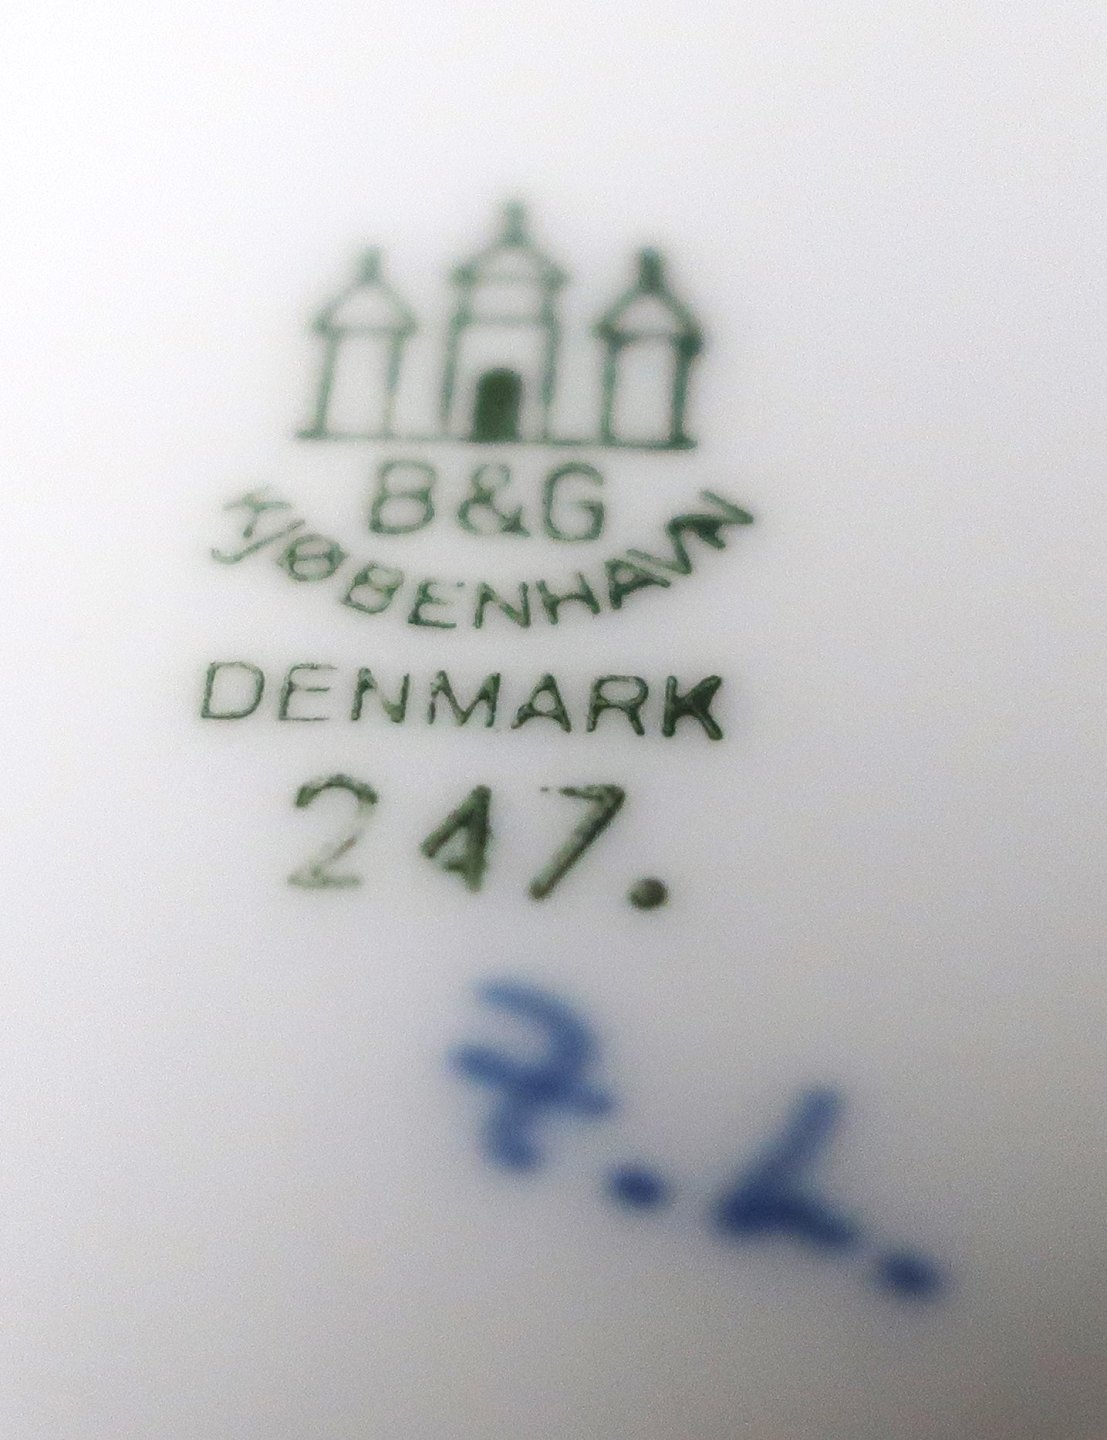 B&G
KJØBENHAVN
DENMARK
247.